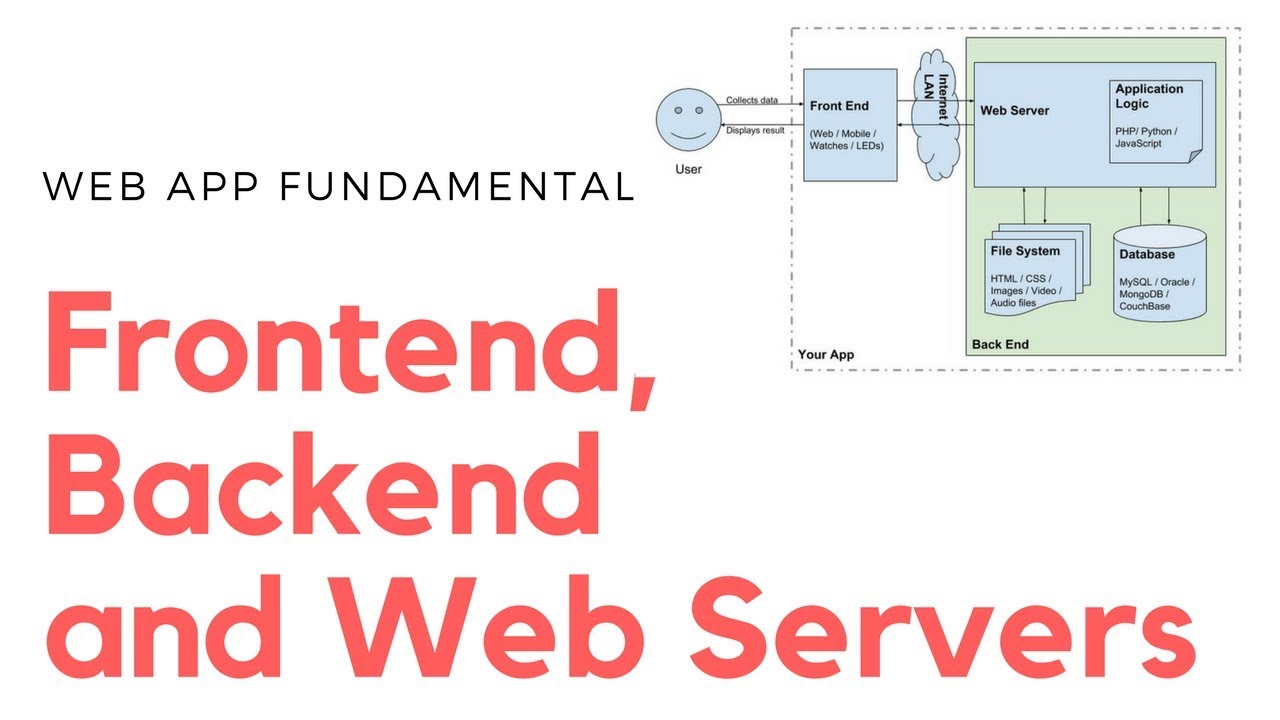 WEB APP FUNDAMENTAL
Frontend,
Backend
and Web Servers
User
Collects data
Displays result
Front End
(Web / Mobile /
Watches / LEDs)
Internet /
LAN
Web Server
Application
Logic
PHP/ Python /
JavaScript
File System
HTML / CSS /
Images / Video /
Audio files
Database
MySQL / Oracle /
MongoDB /
CouchBase
Back End
Your App